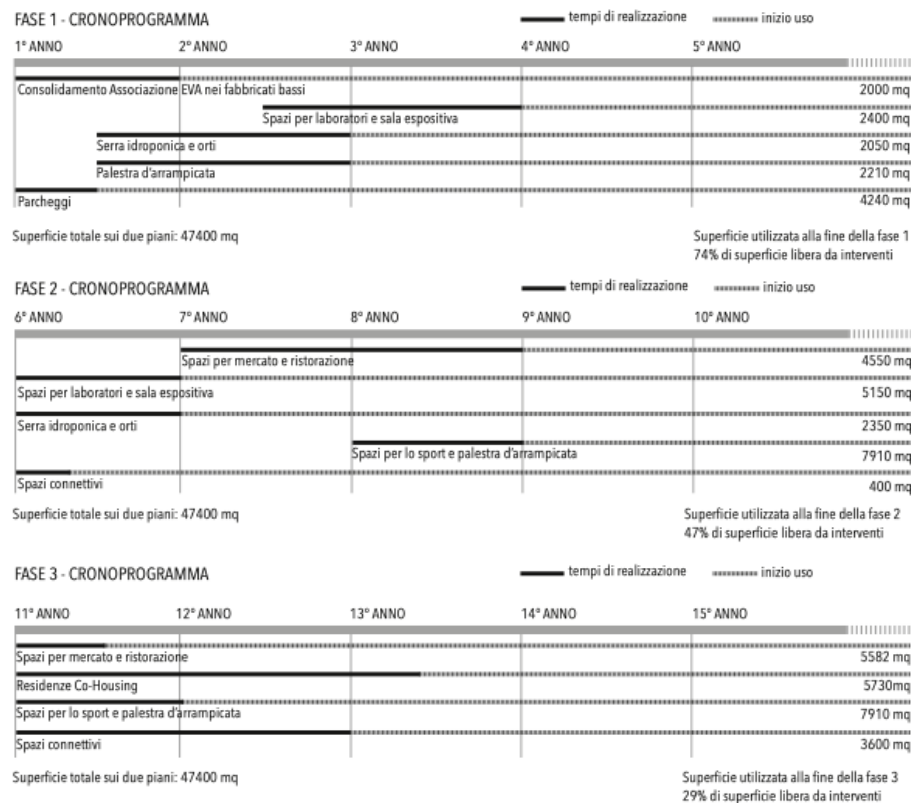 FASE 1 - CRONOPROGRAMMA
tempi di realizzazione
inizio uso
1° ANNO 2° ANNO 3° ANNO 4° ANNO 5° ANNO
Consolidamento Associazione EVA nei fabbricati bassi 2000 mq
Spazi per laboratori e sala espositiva 2400 mq
Serra idroponica e orti 2050 mq
Palestra d'arrampicata 2210 mq
Parcheggi 4240 mq
Superficie totale sui due piani: 47400 mq
Superficie utilizzata alla fine della fase 1
74% di superficie libera da interventi
FASE 2 - CRONOPROGRAMMA
tempi di realizzazione
inizio uso
6° ANNO 7° ANNO 8° ANNO 9° ANNO 10° ANNO
Spazi per mercato e ristorazione 4550 mq
Spazi per laboratori e sala espositiva 5150 mq
Serra idroponica e orti 2350 mq
Spazi per lo sport e palestra d'arrampicata 7910 mq
Spazi connettivi 400 mq
Superficie totale sui due piani: 47400 mq
Superficie utilizzata alla fine della fase 2
47% di superficie libera da interventi
FASE 3 - CRONOPROGRAMMA
tempi di realizzazione
inizio uso
11° ANNO 12° ANNO 13° ANNO 14° ANNO 15° ANNO
Spazi per mercato e ristorazione 5582 mq
Residenze Co-Housing 5730mq
Spazi per lo sport e palestra d'arrampicata 7910 mq
Spazi connettivi 3600 mq
Superficie totale sui due piani: 47400 mq
Superficie utilizzata alla fine della fase 3
29% di superficie libera da interventi